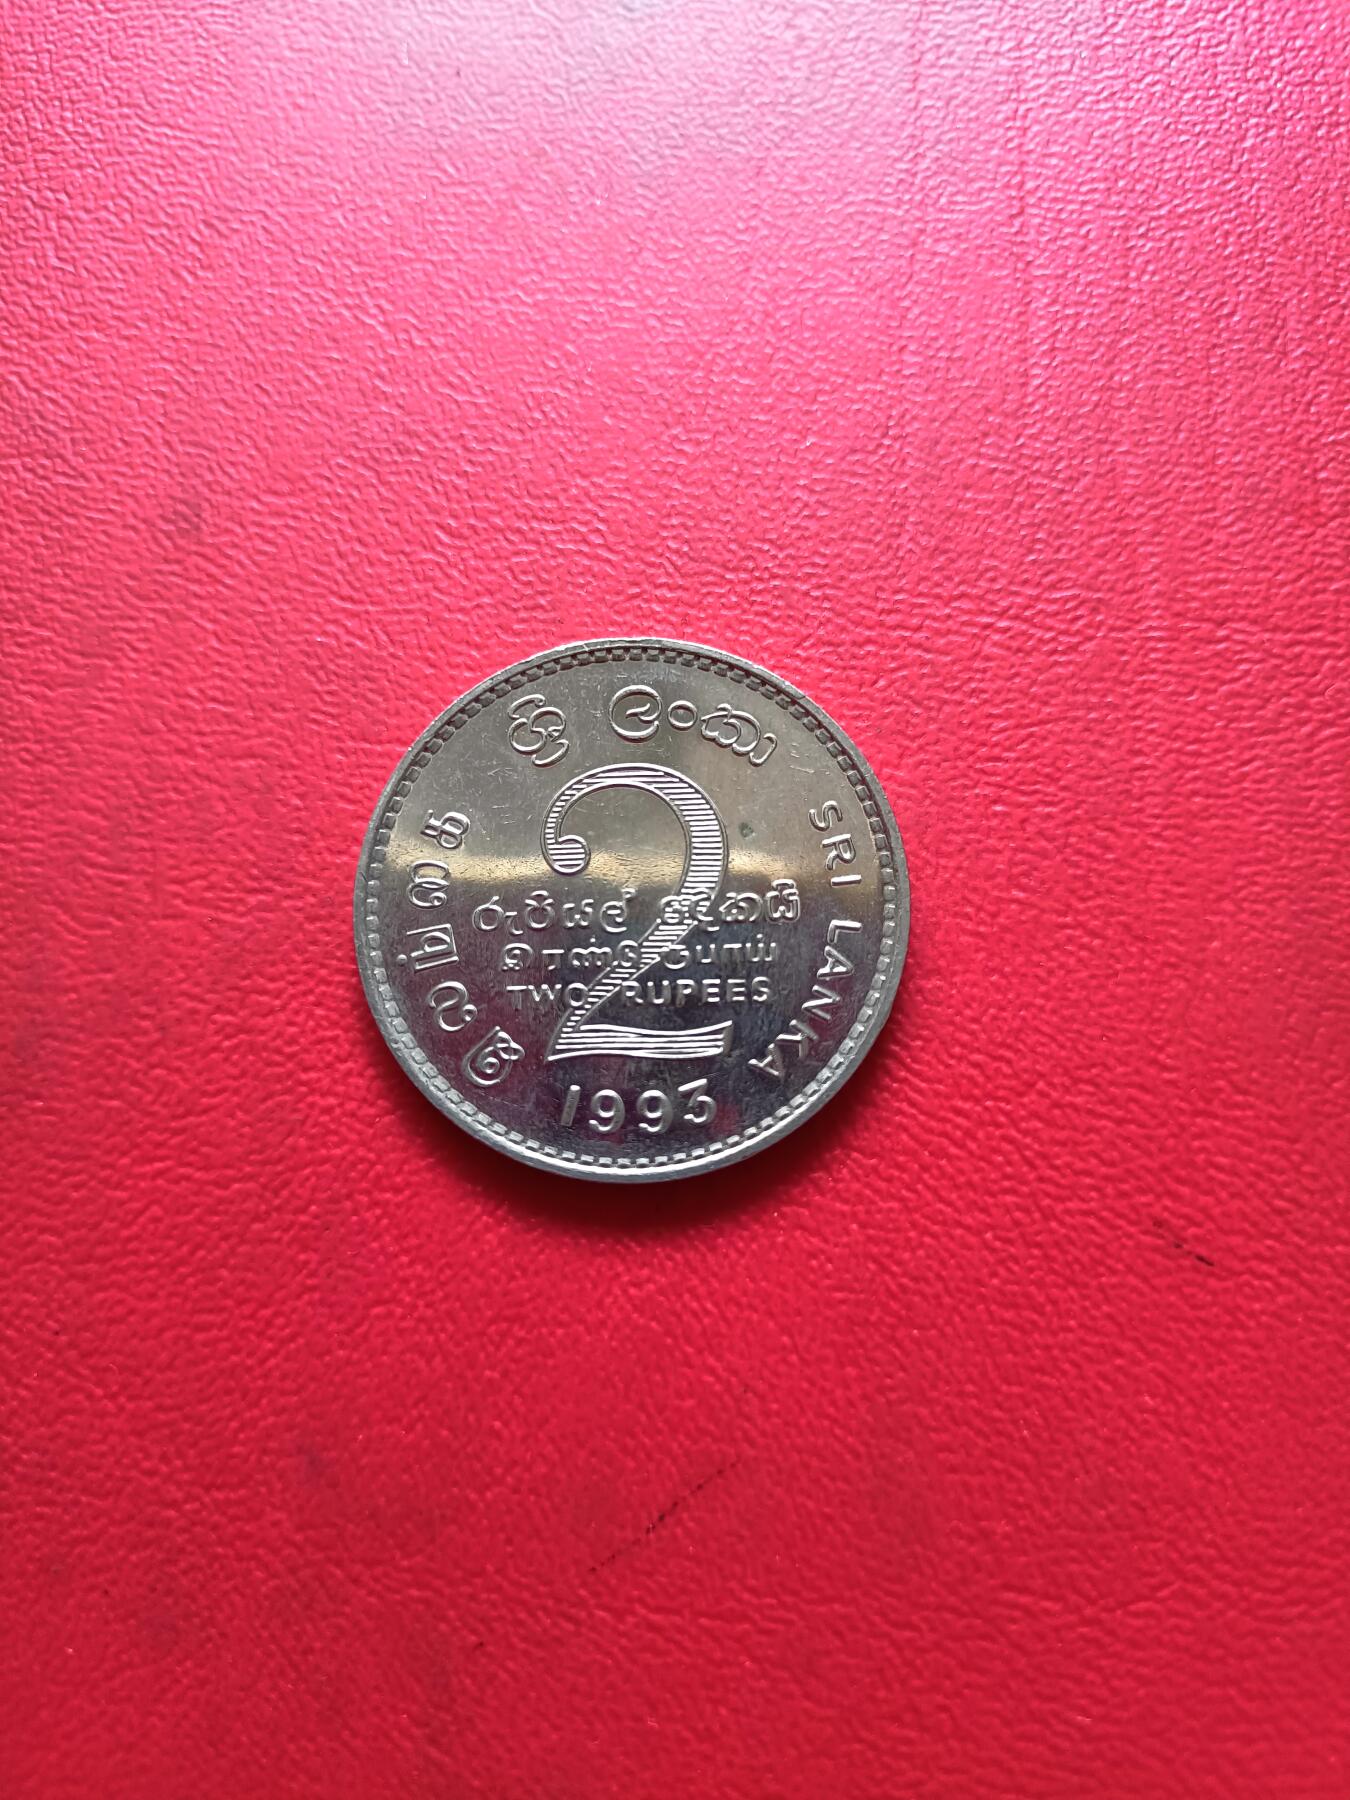 ශ්‍රී ලංකා
SRI LANKA
இலங்கை
2
රුපියල් දෙකයි
இரண்டு ரூபாய்
TWO RUPEES
1993